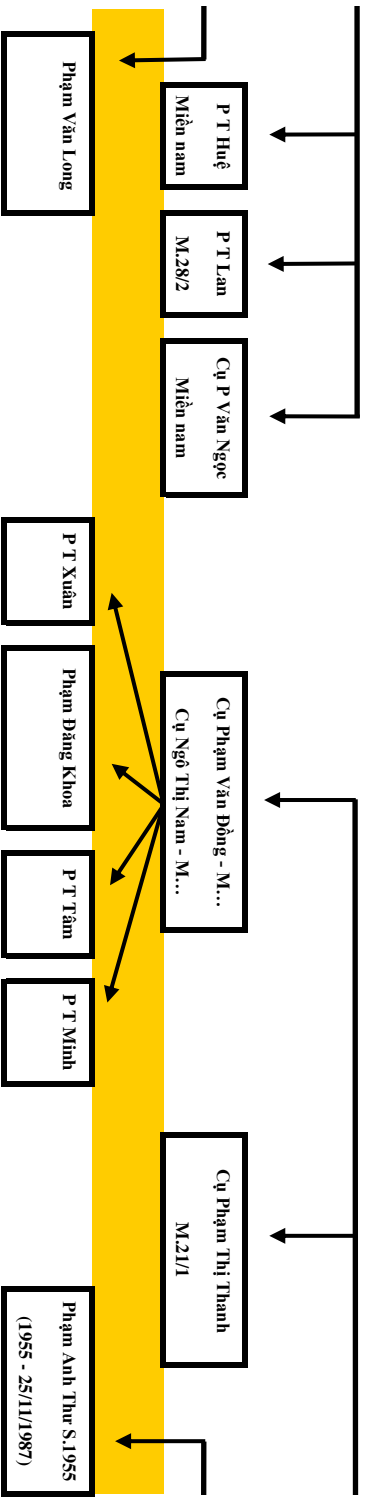 P T Huệ
Miền nam
P T Lan
M.28/2
Cụ P Văn Ngọc
Miền nam
Cụ Phạm Văn Đồng - M…
Cụ Ngô Thị Nam - M…
Cụ Phạm Thị Thanh
M.21/1
Phạm Văn Long
P T Xuân
Phạm Đăng Khoa
P T Tâm
P T Minh
Phạm Anh Thư S.1955
(1955 - 25/11/1987)